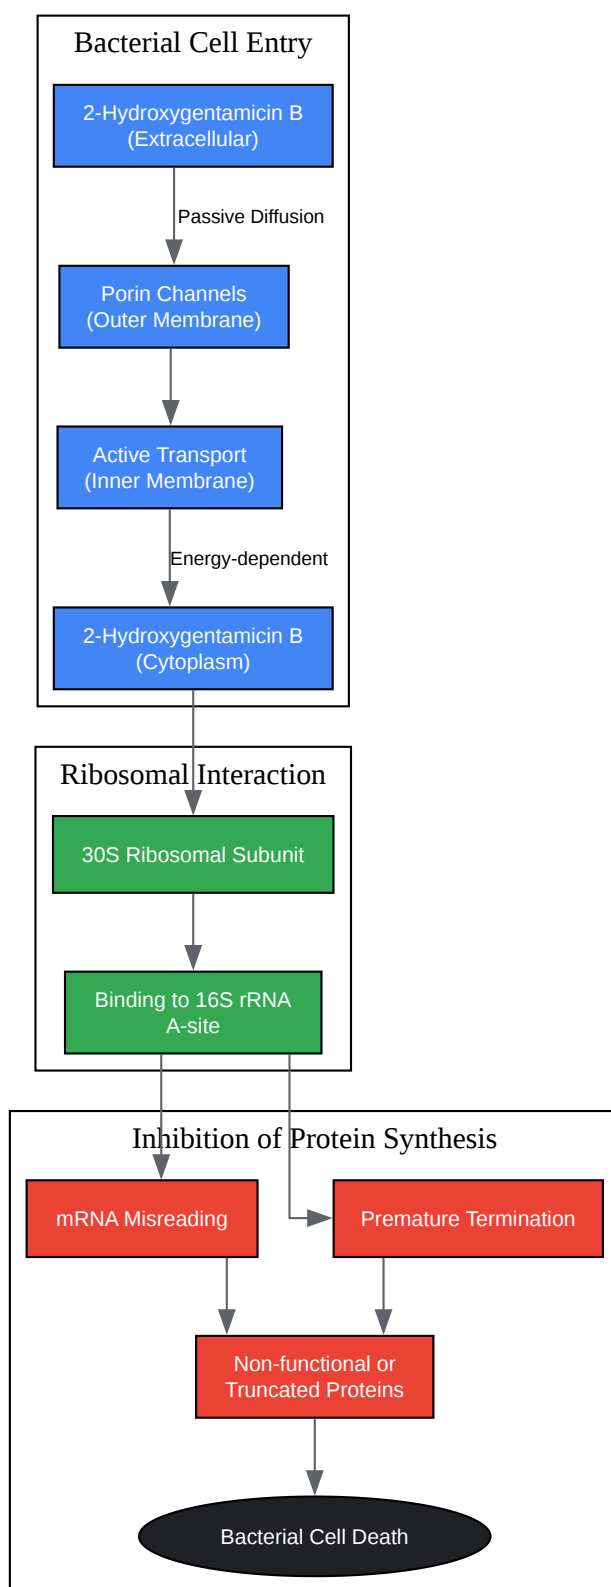 Bacterial Cell Entry
2-Hydroxygentamicin B
(Extracellular)
Passive Diffusion
Porin Channels
(Outer Membrane)
Active Transport
(Inner Membrane)
Energy-dependent
2-Hydroxygentamicin B
(Cytoplasm)
Ribosomal Interaction
30S Ribosomal Subunit
Binding to 16S rRNA
A-site
Inhibition of Protein Synthesis
mRNA Misreading
Premature Termination
Non-functional or
Truncated Proteins
Bacterial Cell Death